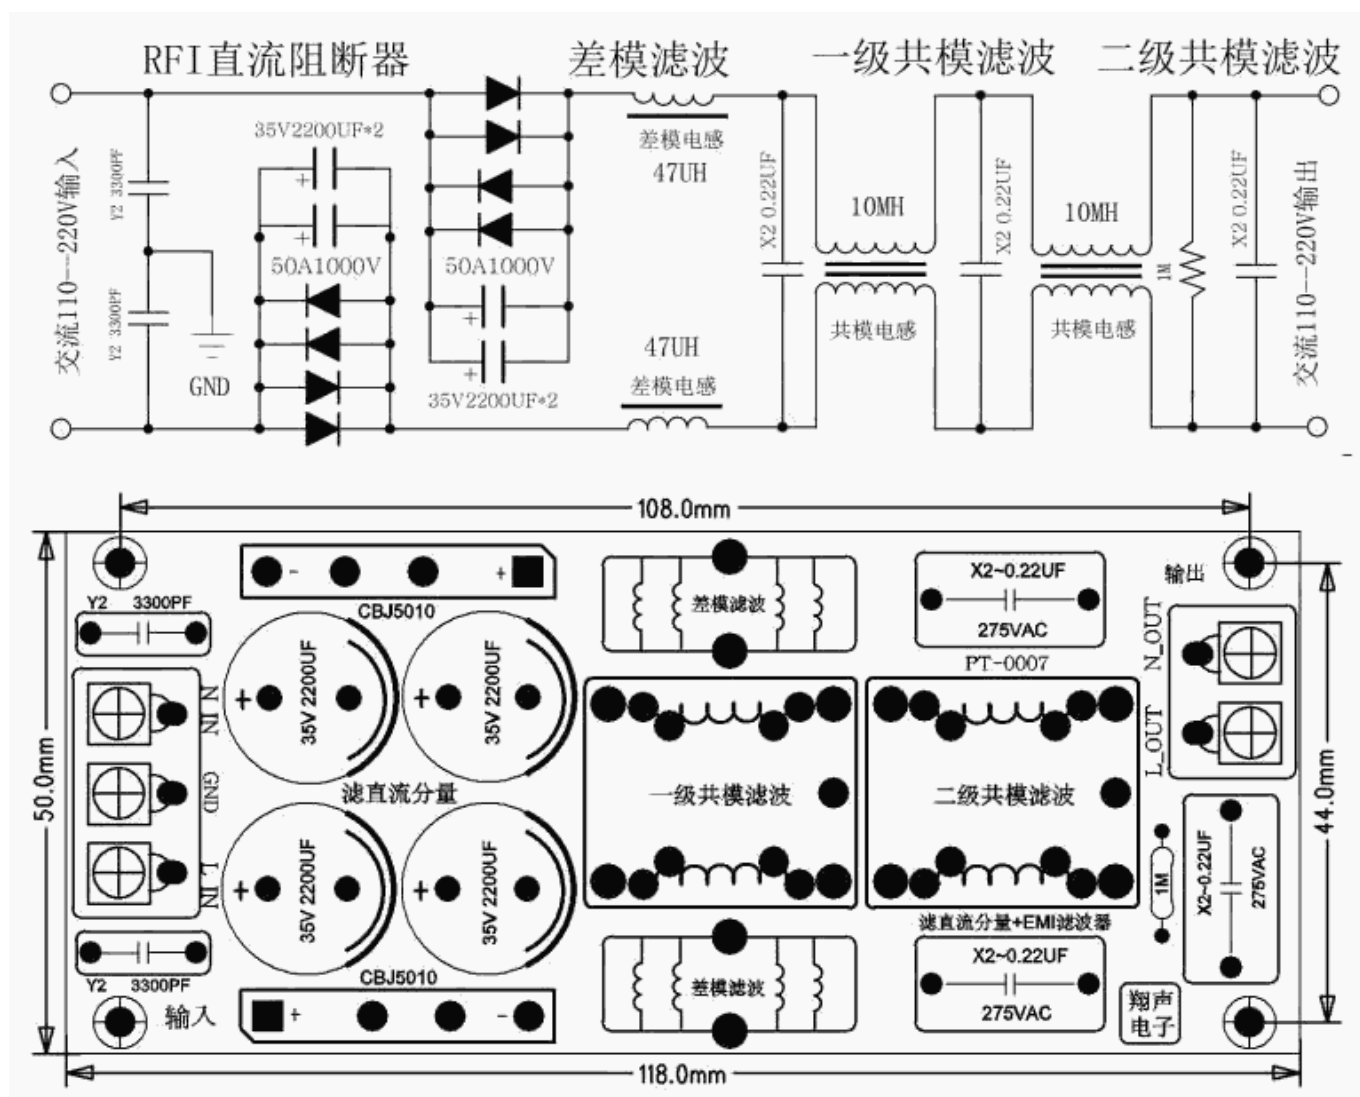 RFI直流阻断器
差模滤波
一级共模滤波
二级共模滤波
交流110--220V输入
Y2 3300PF
Y2 3300PF
GND
35V2200UF*2
+
+
50A1000V
50A1000V
+
+
35V2200UF*2
差模电感
47UH
47UH
差模电感
X2 0.22UF
10MH
共模电感
X2 0.22UF
10MH
共模电感
1M
X2 0.22UF
交流110--220V输出
108.0mm
50.0mm
Y2 3300PF
- +
CBJ5010
N IN
GND
L IN
+ 35V 2200UF
+ 35V 2200UF
滤直流分量
+ 35V 2200UF
+ 35V 2200UF
CBJ5010
+ -
Y2 3300PF
输入
差模滤波
一级共模滤波
差模滤波
X2~0.22UF
275VAC
PT-0007
二级共模滤波
滤直流分量+EMI滤波器
X2~0.22UF
275VAC
输出
N_OUT
L_OUT
1M
X2~0.22UF
275VAC
翔声
电子
44.0mm
118.0mm